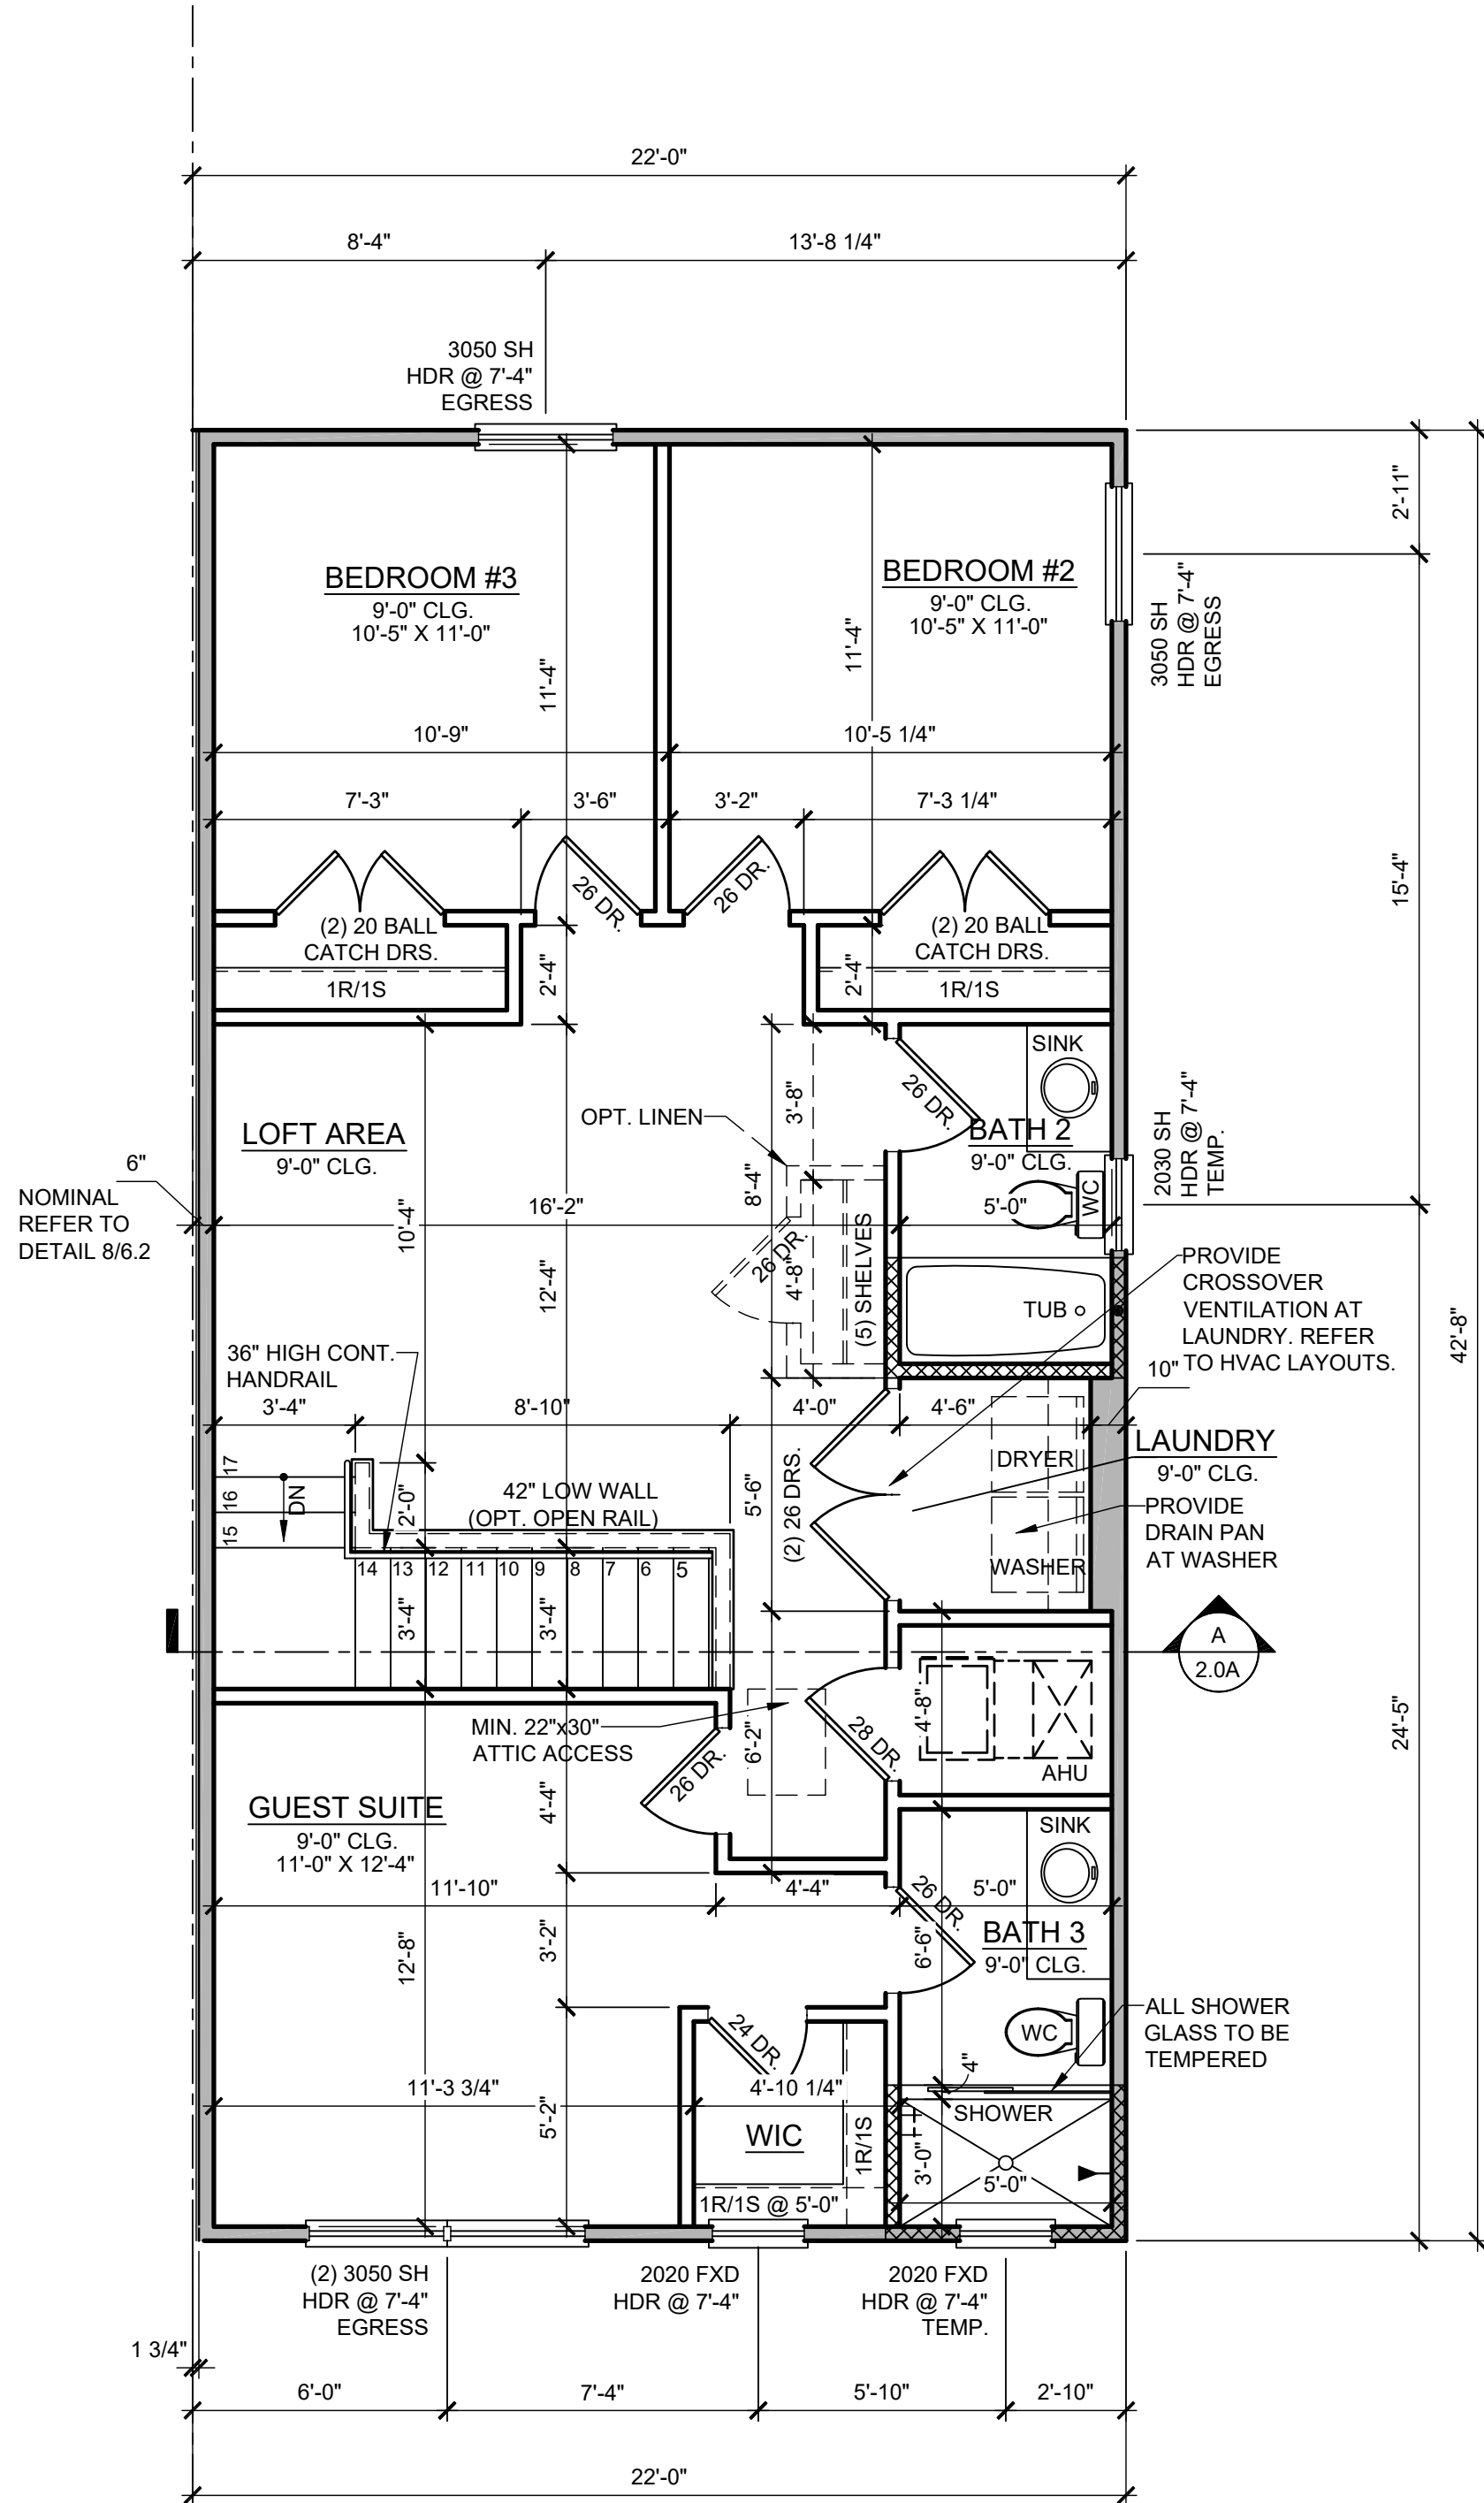 22'-0"
8'-4"
13'-8 1/4"
3050 SH
HDR @ 7'-4"
EGRESS
2'-11"
BEDROOM #3
9'-0" CLG.
10'-5" X 11'-0"
BEDROOM #2
9'-0" CLG.
10'-5" X 11'-0"
3050 SH
HDR @ 7'-4"
EGRESS
11'-4"
11'-4"
10'-9"
10'-5 1/4"
7'-3"
3'-6"
3'-2"
7'-3 1/4"
15'-4"
26 DR.
26 DR.
(2) 20 BALL
CATCH DRS.
1R/1S
2'-4"
2'-4"
(2) 20 BALL
CATCH DRS.
1R/1S
SINK
26 DR.
3'-8"
OPT. LINEN
LOFT AREA
9'-0" CLG.
BATH 2
9'-0" CLG.
2030 SH
HDR @ 7'-4"
TEMP.
6"
NOMINAL
REFER TO
DETAIL 8/6.2
8'-4"
WC
16'-2"
5'-0"
10'-4"
12'-4"
26 DR.
4'-8"
(5) SHELVES
TUB
PROVIDE
CROSSOVER
VENTILATION AT
LAUNDRY. REFER
TO HVAC LAYOUTS.
42'-8"
36" HIGH CONT.
HANDRAIL
10"
3'-4"
8'-10"
4'-0"
4'-6"
LAUNDRY
9'-0" CLG.
DRYER
17
16
15
DN
2'-0"
42" LOW WALL
(OPT. OPEN RAIL)
5'-6"
(2) 26 DRS.
PROVIDE
DRAIN PAN
AT WASHER
WASHER
14 13 12 11 10 9 8 7 6 5
3'-4"
3'-4"
A
2.0A
MIN. 22"x30"
ATTIC ACCESS
6'-2"
28 DR.
4'-8"
AHU
24'-5"
26 DR.
GUEST SUITE
9'-0" CLG.
11'-0" X 12'-4"
4'-4"
SINK
11'-10"
4'-4"
26 DR.
5'-0"
12'-8"
3'-2"
6'-6"
BATH 3
9'-0" CLG.
24 DR.
WC
ALL SHOWER
GLASS TO BE
TEMPERED
4"
11'-3 3/4"
4'-10 1/4"
5'-2"
WIC
1R/1S
SHOWER
3'-0"
5'-0"
1R/1S @ 5'-0"
(2) 3050 SH
HDR @ 7'-4"
EGRESS
2020 FXD
HDR @ 7'-4"
2020 FXD
HDR @ 7'-4"
TEMP.
1 3/4"
6'-0"
7'-4"
5'-10"
2'-10"
22'-0"